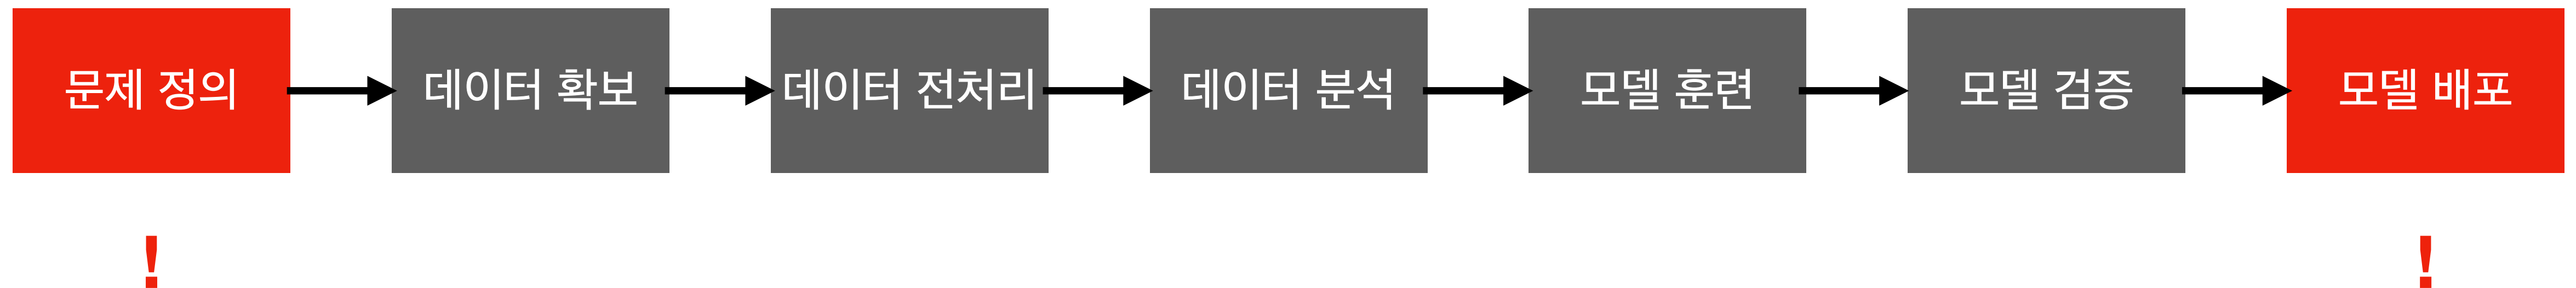 문제 정의
데이터 확보
데이터 전처리
데이터 분석
모델 훈련
모델 검증
모델 배포
!
!